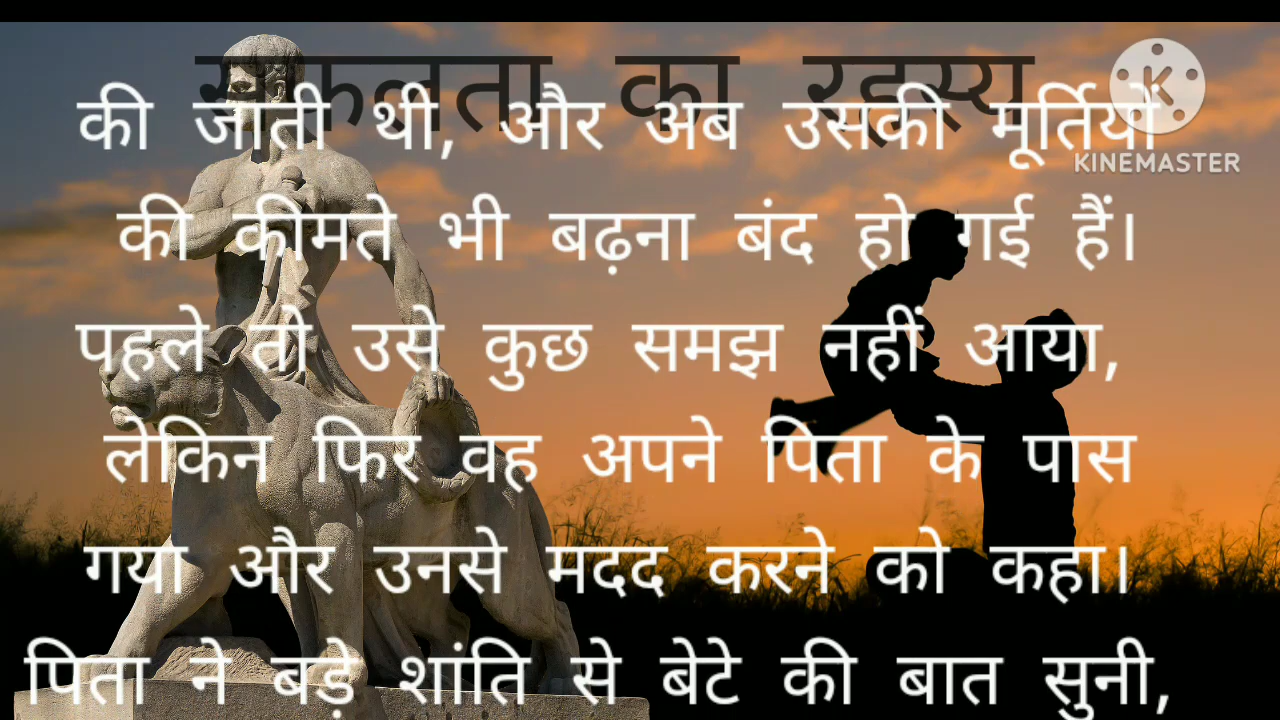 सफलता का रहस्य
की जाती थी, और अब उसकी मूर्तियों
KINEMASTER
की कीमते भी बढ़ना बंद हो गई हैं।
पहले तो उसे कुछ समझ नहीं आया,
लेकिन फिर वह अपने पिता के पास
गया और उनसे मदद करने को कहा।
पिता ने बड़े शांति से बेटे की बात सुनी,